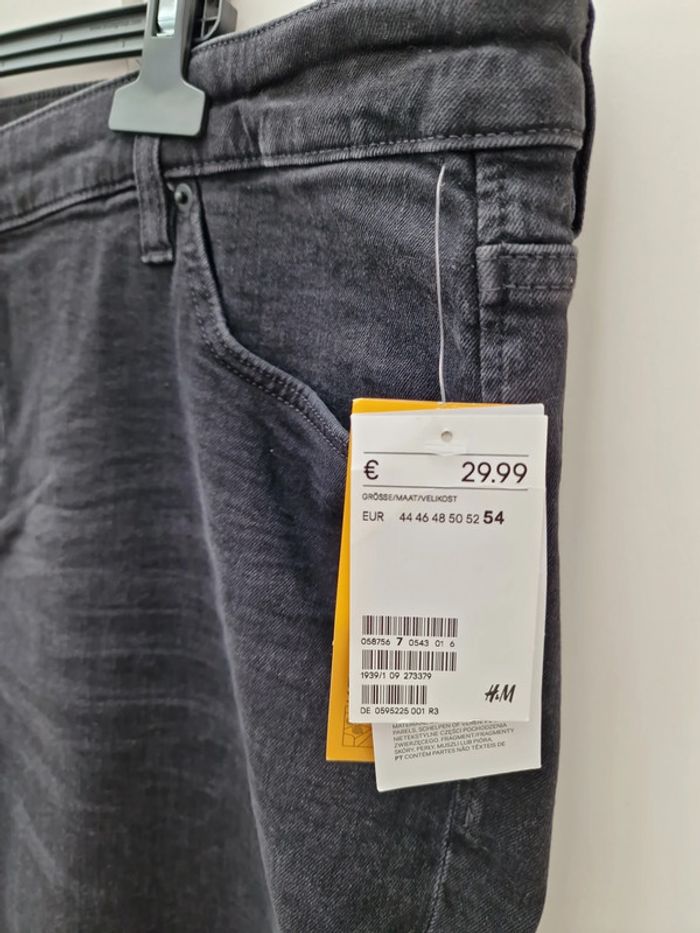 € 29.99
GRÖSSE/MAAT/VELIKOST
EUR 44 46 48 50 52 54
058756 7 0543 01 6
1939/1 09 273379
DE 0595225 001 R3
H&M
PARELS, SCHELPEN OF VEREN.
NIETEKSTYLNE CZĘŚCI POCHODZENIA
ZWIERZĘCEGO. FRAGMENT/FRAGMENTY
SKÓRY, PERŁY, MUSZLI LUB PIÓRA.
PT CONTÉM PARTES NÃO TÊXTEIS DE